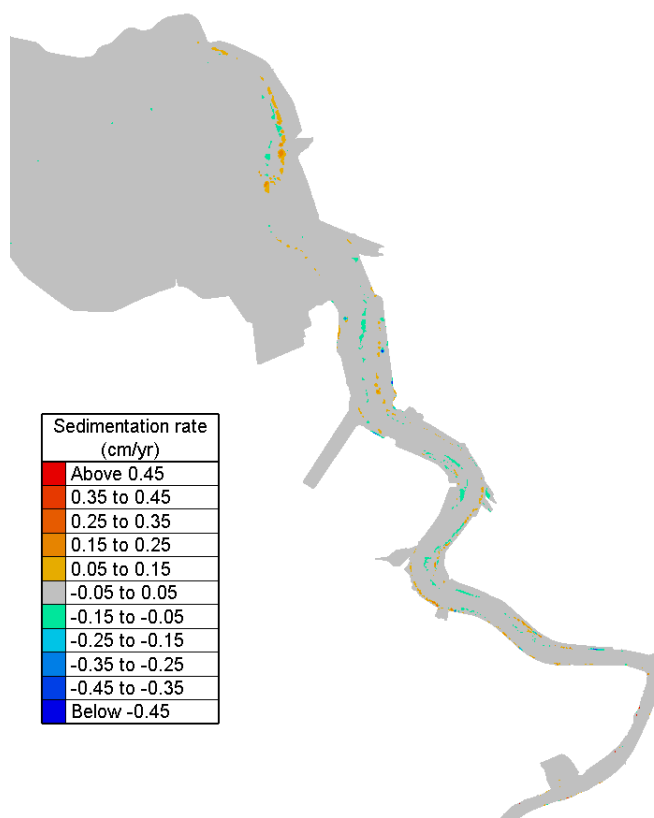 Sedimentation rate
(cm/yr)
Above 0.45
0.35 to 0.45
0.25 to 0.35
0.15 to 0.25
0.05 to 0.15
-0.05 to 0.05
-0.15 to -0.05
-0.25 to -0.15
-0.35 to -0.25
-0.45 to -0.35
Below -0.45